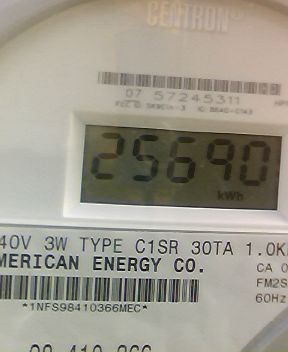 CENTRON®
07 57245311
25690
kWh
40V 3W TYPE C1SR 30TA 1.0K
MERICAN ENERGY CO.
CA 0
FM2S
60Hz
*1NFS98410366MEC*